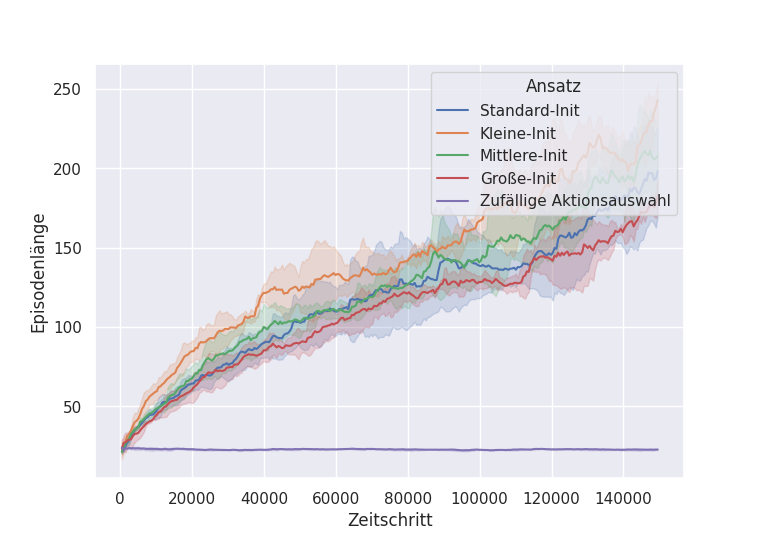 250
200
150
100
50
Episodenlänge
Ansatz
Standard-Init
Kleine-Init
Mittlere-Init
Große-Init
Zufällige Aktionsauswahl
0 20000 40000 60000 80000 100000 120000 140000
Zeitschritt